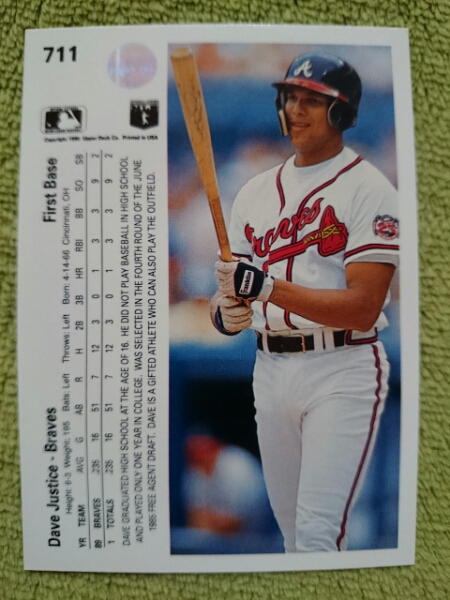 711
Copyright 1990 Upper Deck Co. Printed in USA
Dave Justice - Braves First Base
Height: 6-3 Weight: 195 Bats: Left Throws: Left Born: 4-14-66 Cincinnati, OH
YR TEAM AVG G AB R H 2B 3B HR RBI BB SO SB
89 BRAVES .235 16 51 7 12 3 0 1 3 3 9 2
1 TOTALS .235 16 51 7 12 3 0 1 3 3 9 2
DAVE GRADUATED HIGH SCHOOL AT THE AGE OF 16. HE DID NOT PLAY BASEBALL IN HIGH SCHOOL
AND PLAYED ONLY ONE YEAR IN COLLEGE. WAS SELECTED IN THE FOURTH ROUND OF THE JUNE
1985 FREE AGENT DRAFT. DAVE IS A GIFTED ATHLETE WHO CAN ALSO PLAY THE OUTFIELD.
A
Braves
Franklin